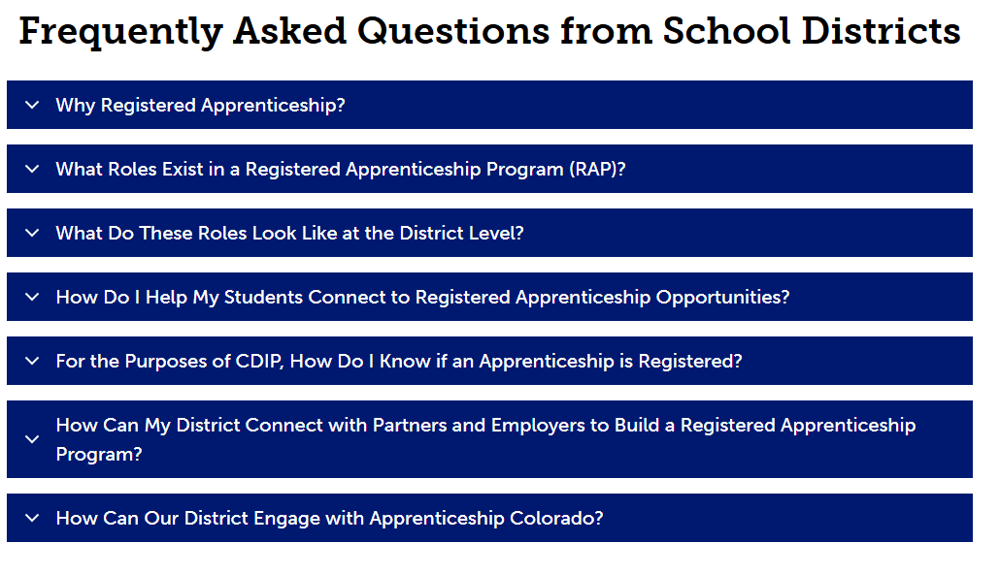 Frequently Asked Questions from School Districts
Why Registered Apprenticeship?
What Roles Exist in a Registered Apprenticeship Program (RAP)?
What Do These Roles Look Like at the District Level?
How Do I Help My Students Connect to Registered Apprenticeship Opportunities?
For the Purposes of CDIP, How Do I Know if an Apprenticeship is Registered?
How Can My District Connect with Partners and Employers to Build a Registered Apprenticeship
Program?
How Can Our District Engage with Apprenticeship Colorado?